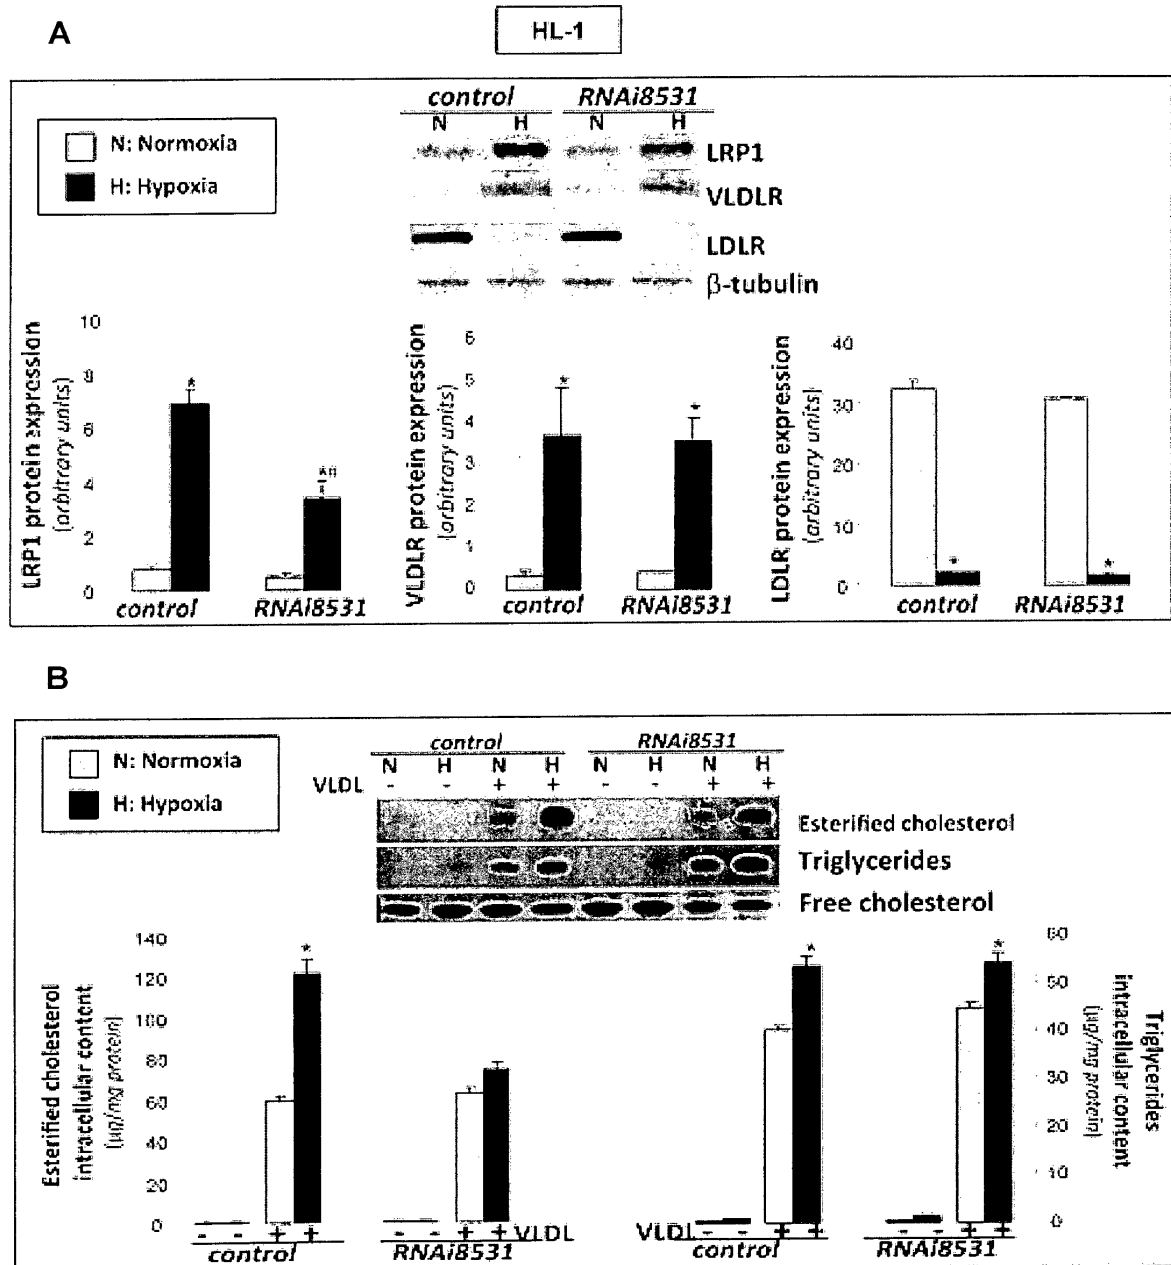 A
HL-1
N: Normoxia
H: Hypoxia
control RNAi8531
N H N H
LRP1
VLDLR
LDLR
β-tubulin
LRP1 protein expression
(arbitrary units)
10
8
6
4
2
0
*
*#
control RNAi8531
VLDLR protein expression
(arbitrary units)
6
5
4
3
2
1
0
*
*
control RNAi8531
LDLR protein expression
(arbitrary units)
40
30
20
10
0
*
*
control RNAi8531
B
N: Normoxia
H: Hypoxia
control RNAi8531
N H N H N H N H
VLDL - - + + - - + +
Esterified cholesterol
Triglycerides
Free cholesterol
Esterified cholesterol
intracellular content
(µg/mg protein)
140
120
100
80
60
40
20
0
*
- - + + - - + + VLDL
control RNAi8531
*
*
VLDL - - + + - - + +
control RNAi8531
60
50
40
30
20
10
0
Triglycerides
intracellular content
(µg/mg protein)